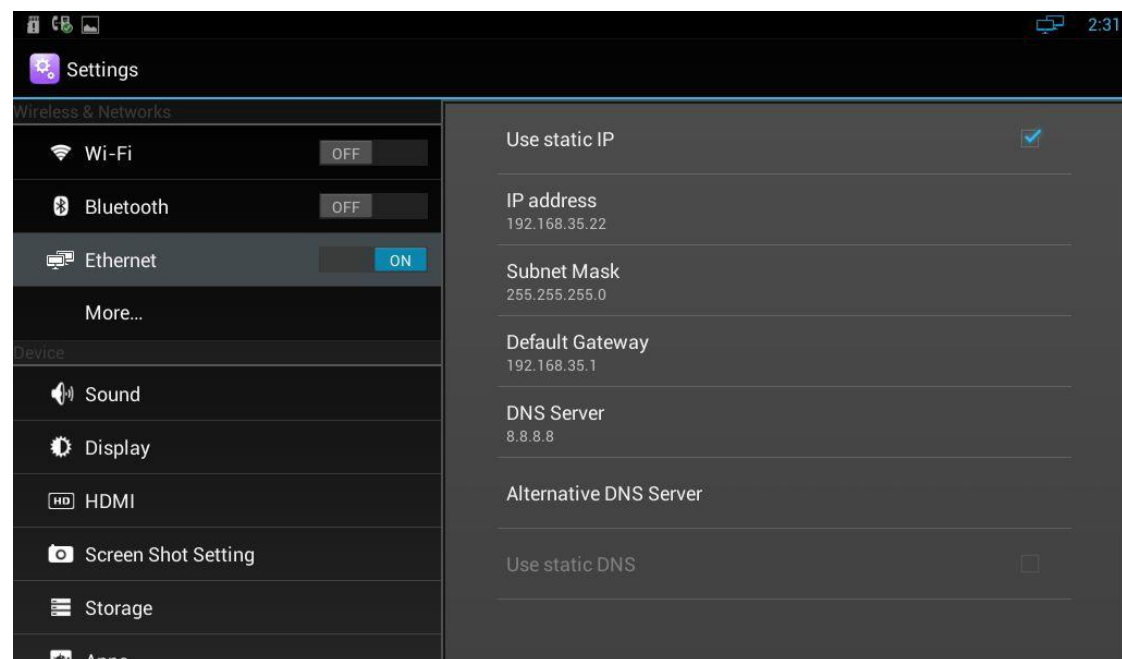 2:31
Settings
Wireless & Networks
Wi-Fi
OFF
Bluetooth
OFF
Ethernet
ON
More...
Device
Sound
Display
HD
HDMI
Screen Shot Setting
Storage
Use static IP
IP address
192.168.35.22
Subnet Mask
255.255.255.0
Default Gateway
192.168.35.1
DNS Server
8.8.8.8
Alternative DNS Server
Use static DNS